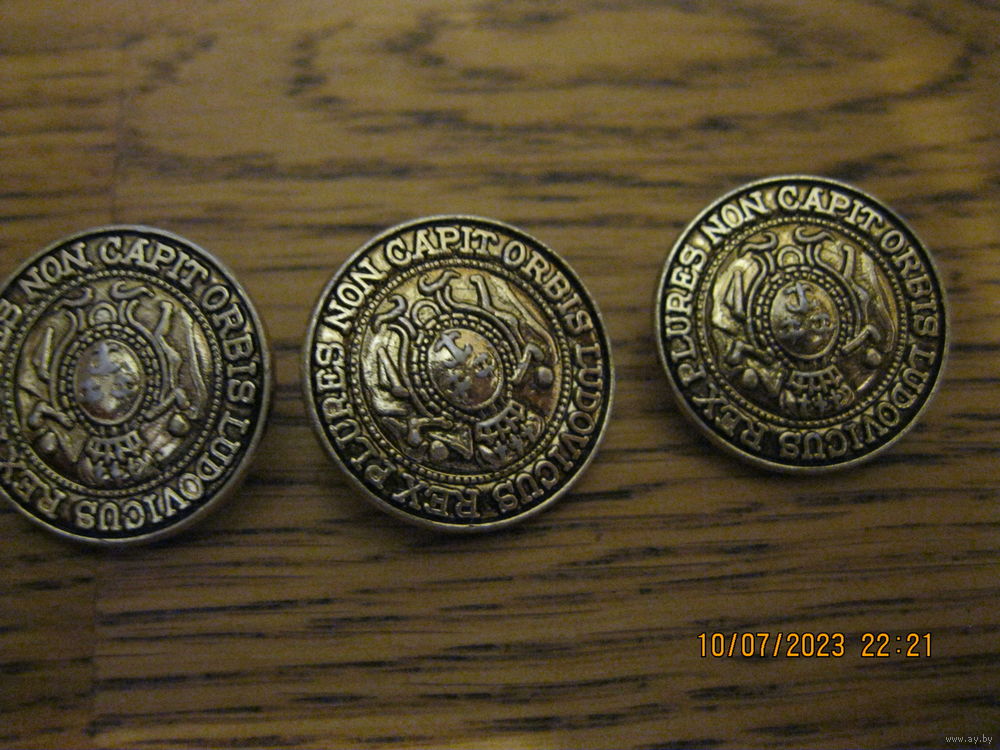 NON CAPIT ORBIS LUDOVICUS REX
PLURES NON CAPIT ORBIS LUDOVICUS REX
PLURES NON CAPIT ORBIS LUDOVICUS REX
10/07/2023 22:21
www.ay.by